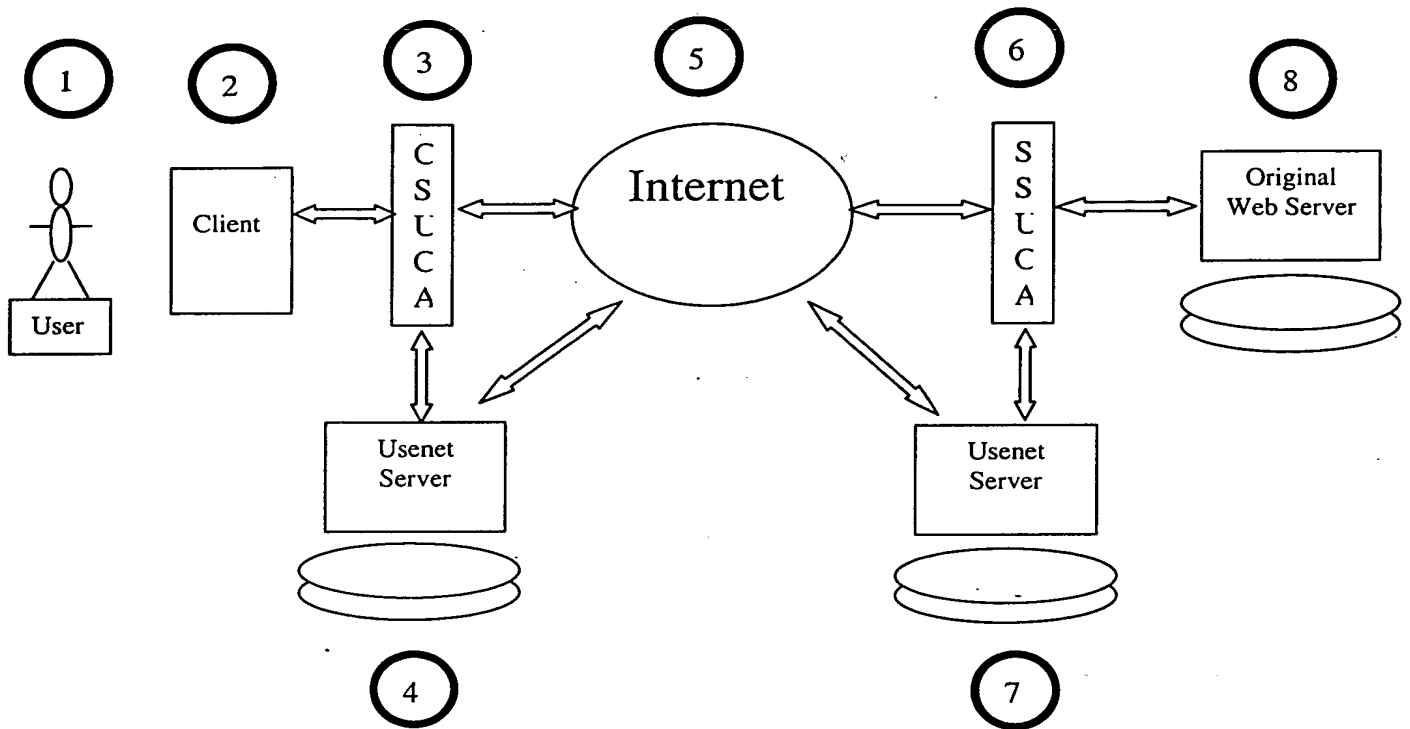 1
2
3
5
6
8
User
Client
C
S
U
C
A
Internet
S
S
U
C
A
Original
Web Server
Usenet
Server
Usenet
Server
4
7